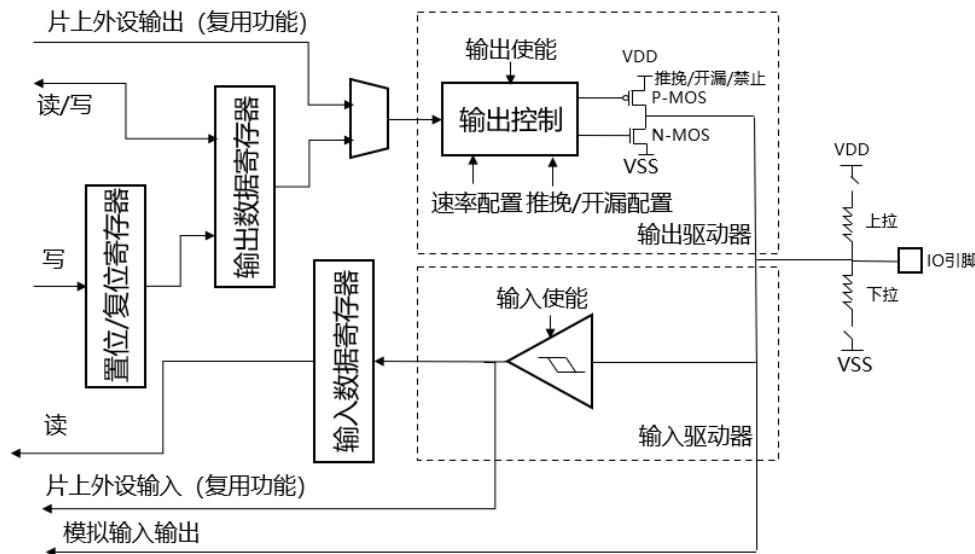 片上外设输出（复用功能）
输出使能
VDD
推挽/开漏/禁止
P-MOS
读/写
输出数据寄存器
输出控制
N-MOS
VSS
VDD
速率配置
推挽/开漏配置
上拉
输出驱动器
写
置位/复位寄存器
IO引脚
输入数据寄存器
输入使能
下拉
VSS
读
输入驱动器
片上外设输入（复用功能）
模拟输入输出